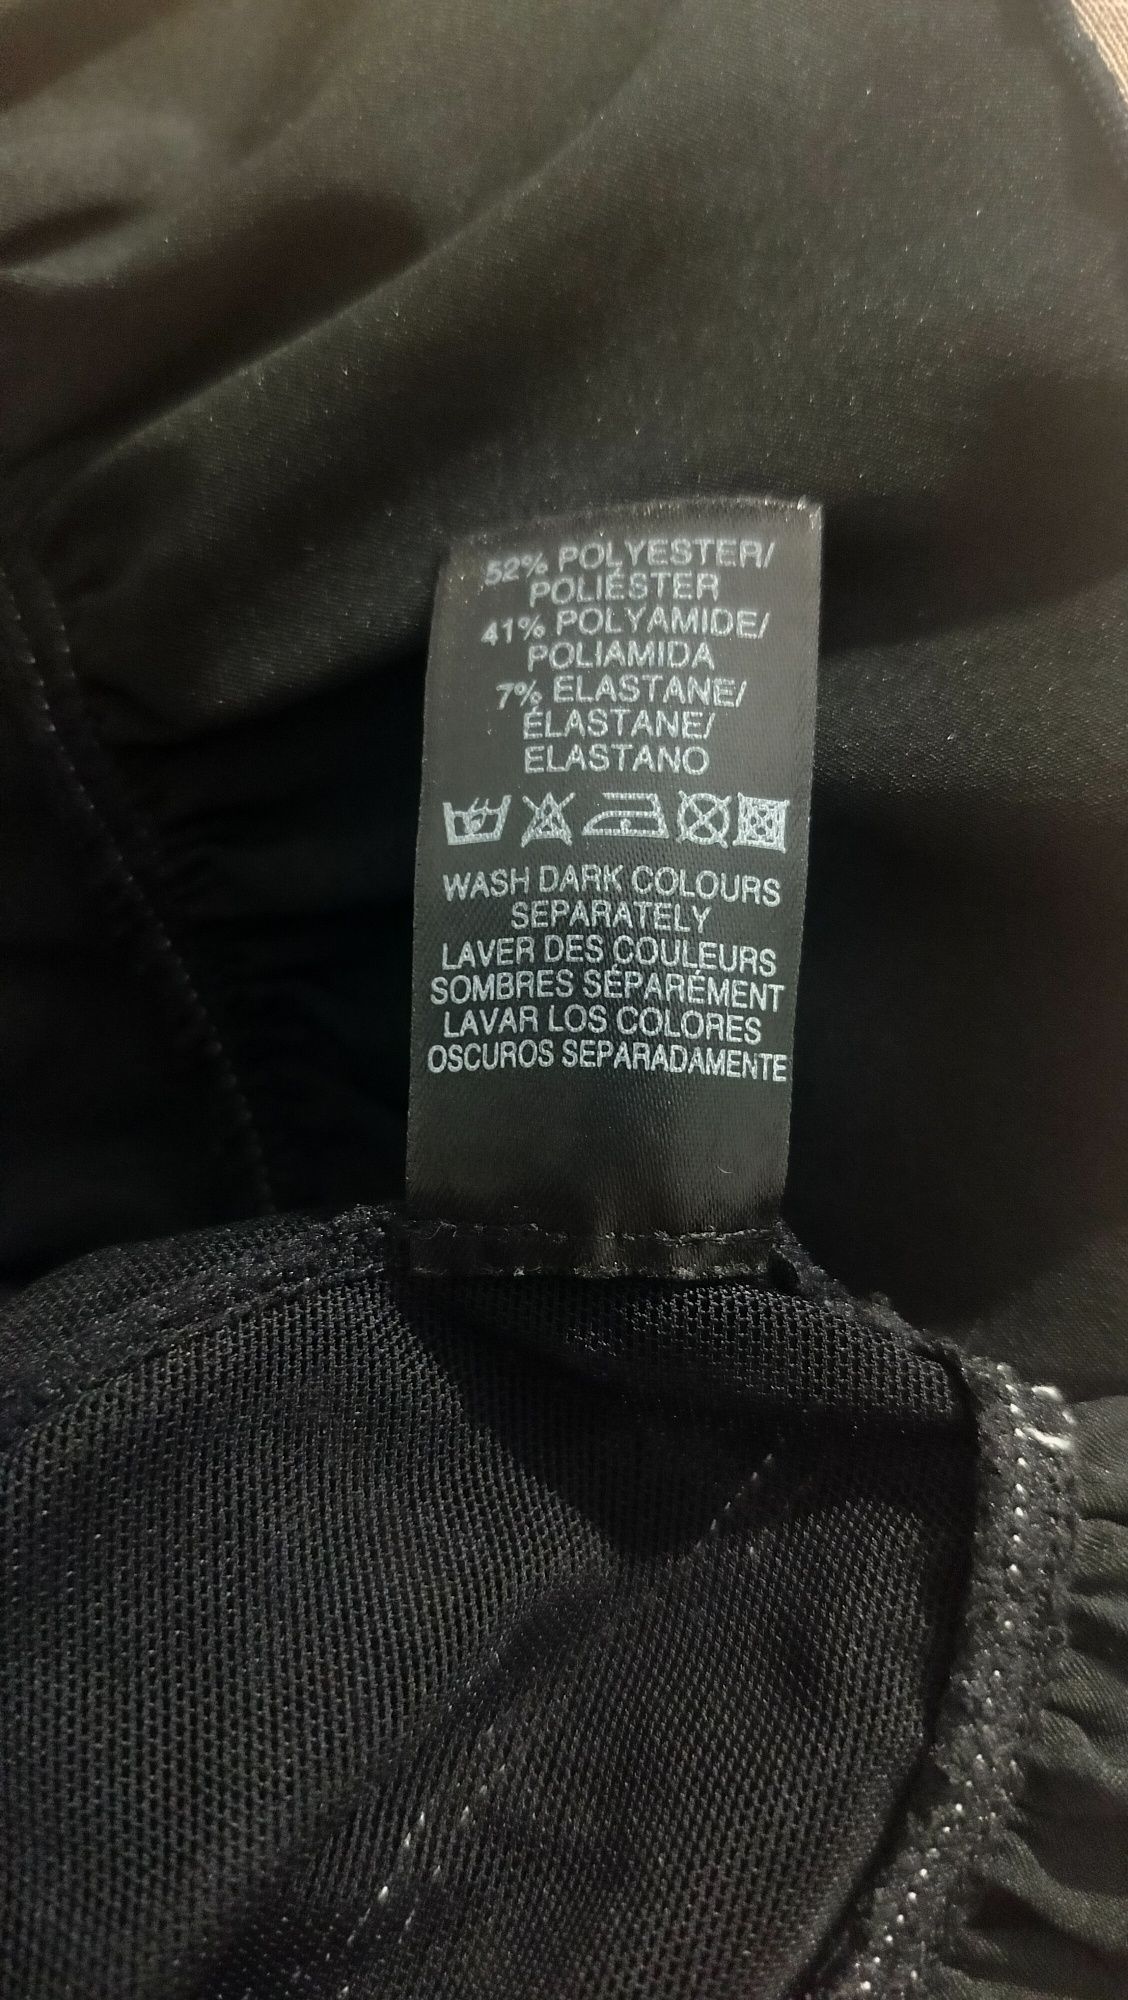 52% POLYESTER/
POLIÉSTER
41% POLYAMIDE/
POLIAMIDA
7% ELASTANE/
ÉLASTANE/
ELASTANO
WASH DARK COLOURS
SEPARATELY
LAVER DES COULEURS
SOMBRES SÉPARÉMENT
LAVAR LOS COLORES
OSCUROS SEPARADAMENTE